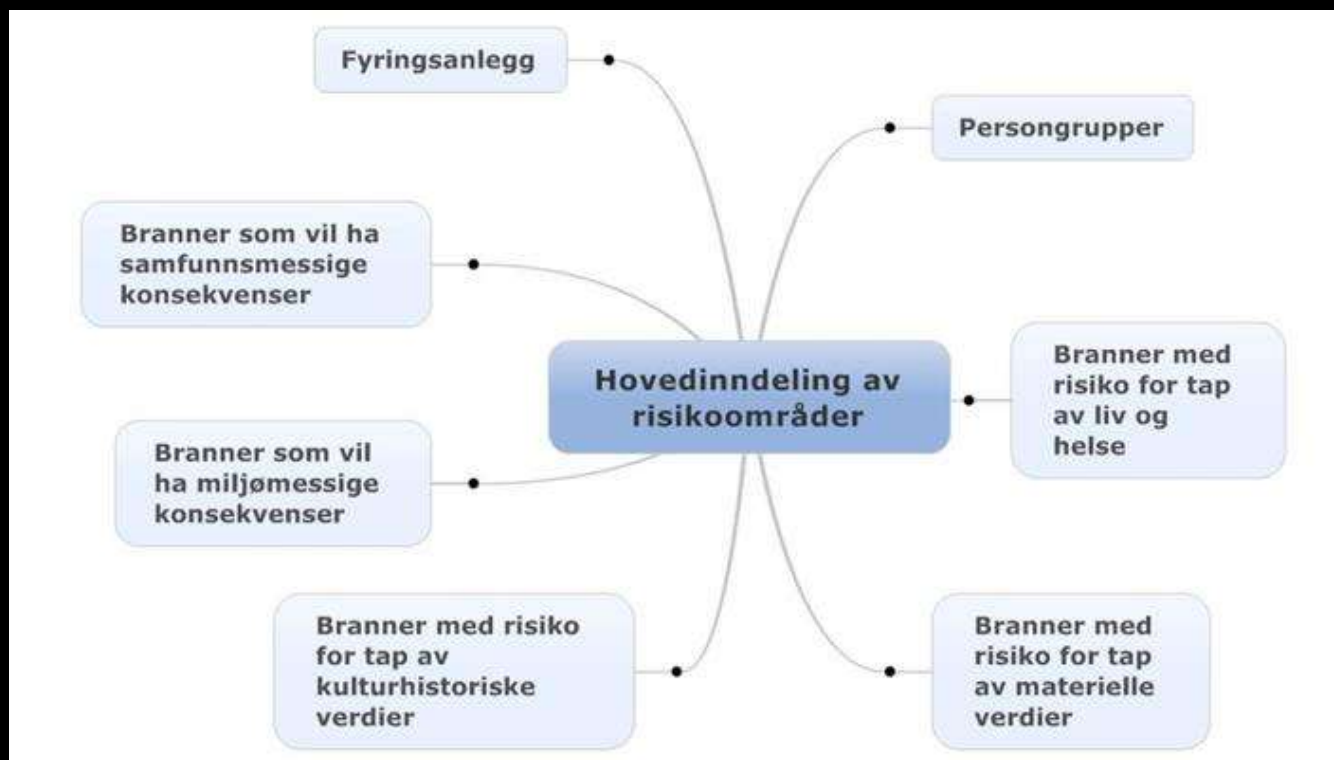 Fyringsanlegg
Persongrupper
Branner som vil ha
samfunnsmessige
konsekvenser
Hovedinndeling av
risikoområder
Branner med
risiko for tap
av liv og
helse
Branner som vil
ha miljømessige
konsekvenser
Branner med risiko
for tap av
kulturhistoriske
verdier
Branner med
risiko for tap
av materielle
verdier